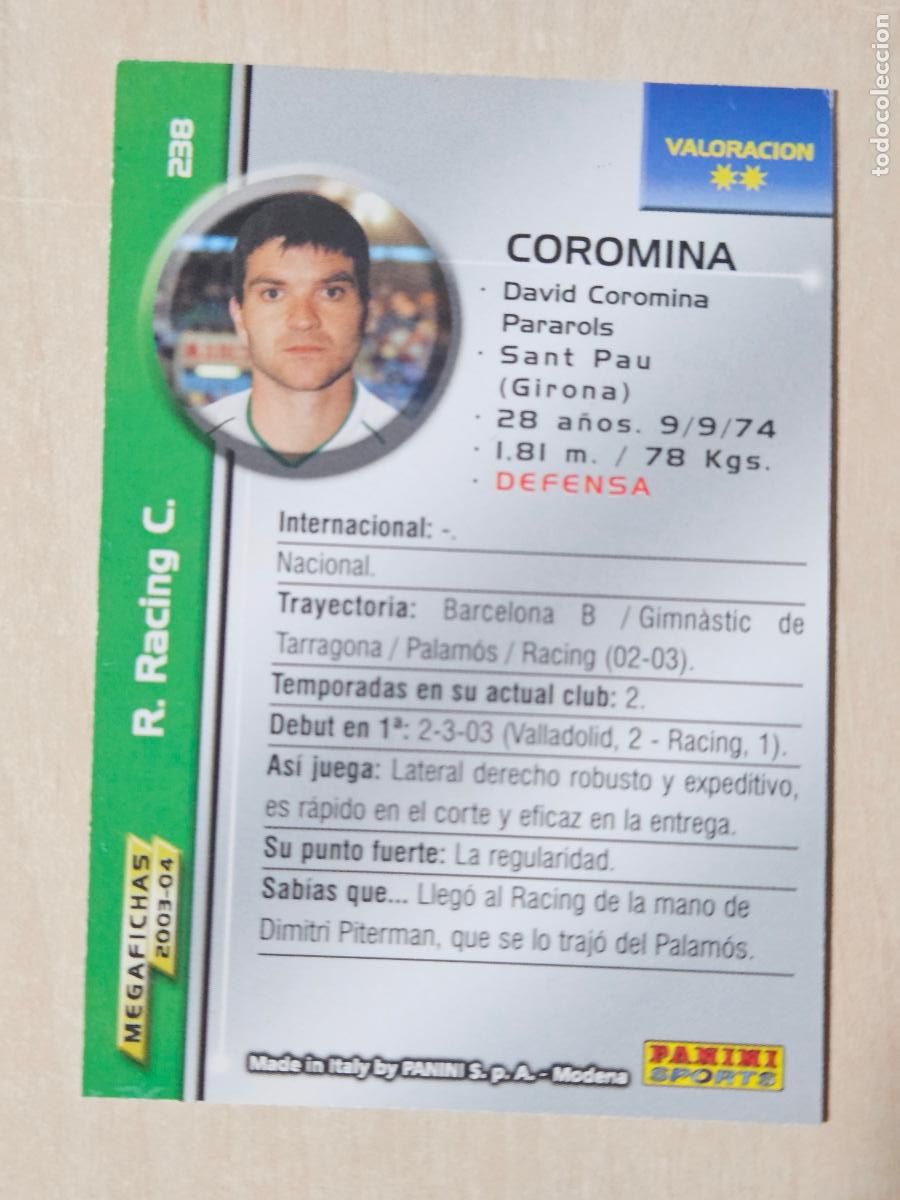 todocoleccion
238
R. Racing C.
MEGAFICHAS
2003-04
VALORACION
COROMINA
· David Coromina
Pararols
· Sant Pau
(Girona)
· 28 años. 9/9/74
· 1.81 m. / 78 Kgs.
· DEFENSA
Internacional: -.
Nacional.
Trayectoria: Barcelona B / Gimnàstic de
Tarragona / Palamós / Racing (02-03).
Temporadas en su actual club: 2.
Debut en 1ª: 2-3-03 (Valladolid, 2 - Racing, 1).
Así juega: Lateral derecho robusto y expeditivo,
es rápido en el corte y eficaz en la entrega.
Su punto fuerte: La regularidad.
Sabías que... Llegó al Racing de la mano de
Dimitri Piterman, que se lo trajó del Palamós.
Made in Italy by PANINI S. p. A. - Modena
PANINI
SPORTS